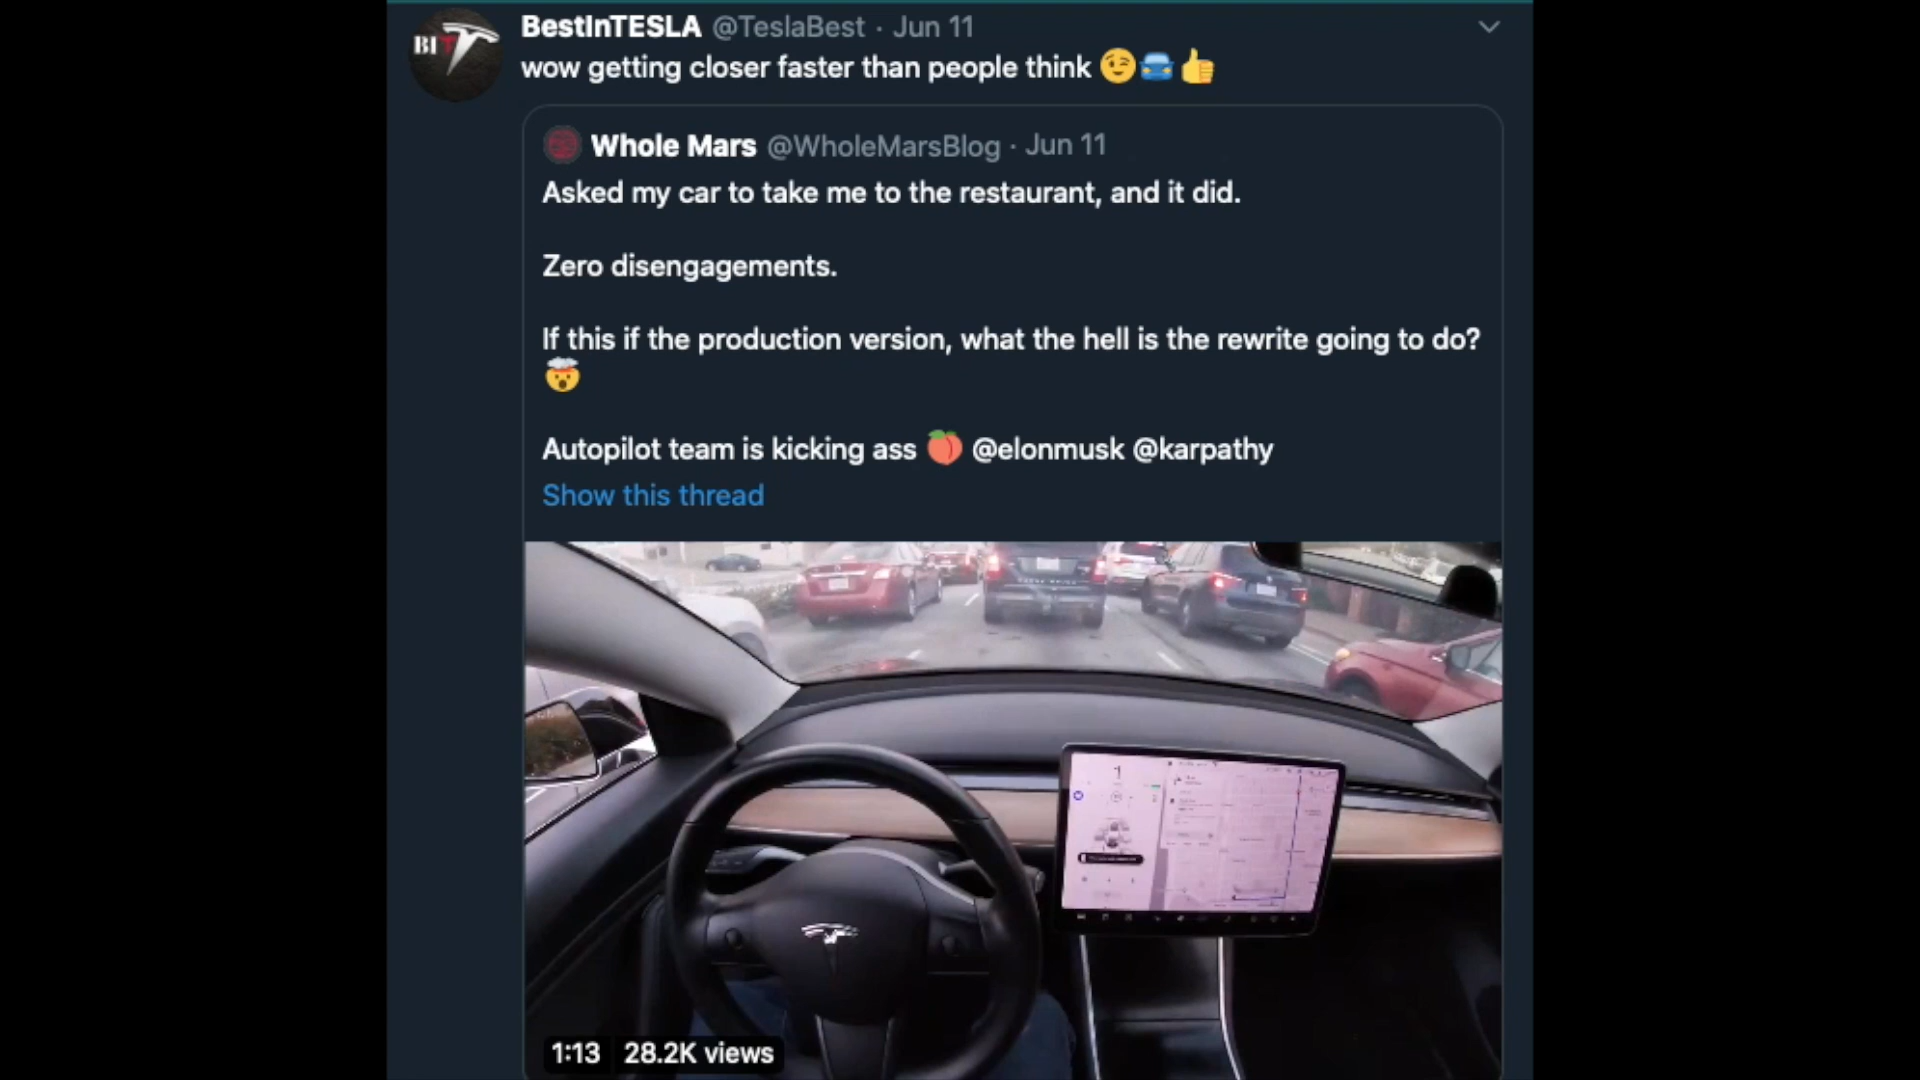 BestInTESLA @TeslaBest · Jun 11
wow getting closer faster than people think 😉🚙👍
Whole Mars @WholeMarsBlog · Jun 11
Asked my car to take me to the restaurant, and it did.
Zero disengagements.
If this if the production version, what the hell is the rewrite going to do?
🤯
Autopilot team is kicking ass 🍑 @elonmusk @karpathy
Show this thread
1
1:13 28.2K views